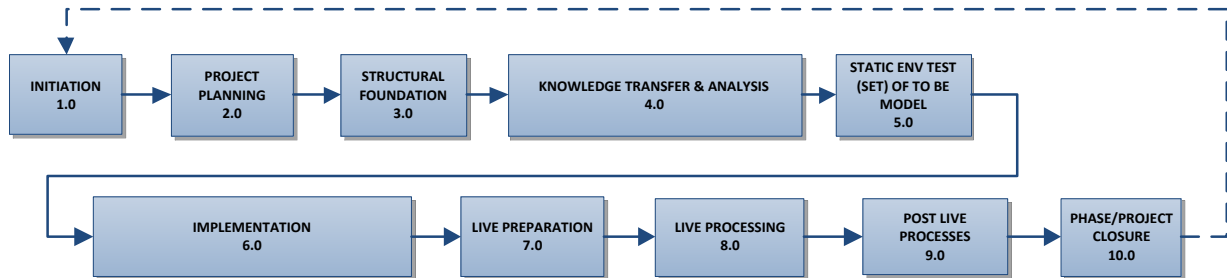 INITIATION
1.0
PROJECT
PLANNING
2.0
STRUCTURAL
FOUNDATION
3.0
KNOWLEDGE TRANSFER & ANALYSIS
4.0
STATIC ENV TEST
(SET) OF TO BE
MODEL
5.0
IMPLEMENTATION
6.0
LIVE PREPARATION
7.0
LIVE PROCESSING
8.0
POST LIVE
PROCESSES
9.0
PHASE/PROJECT
CLOSURE
10.0